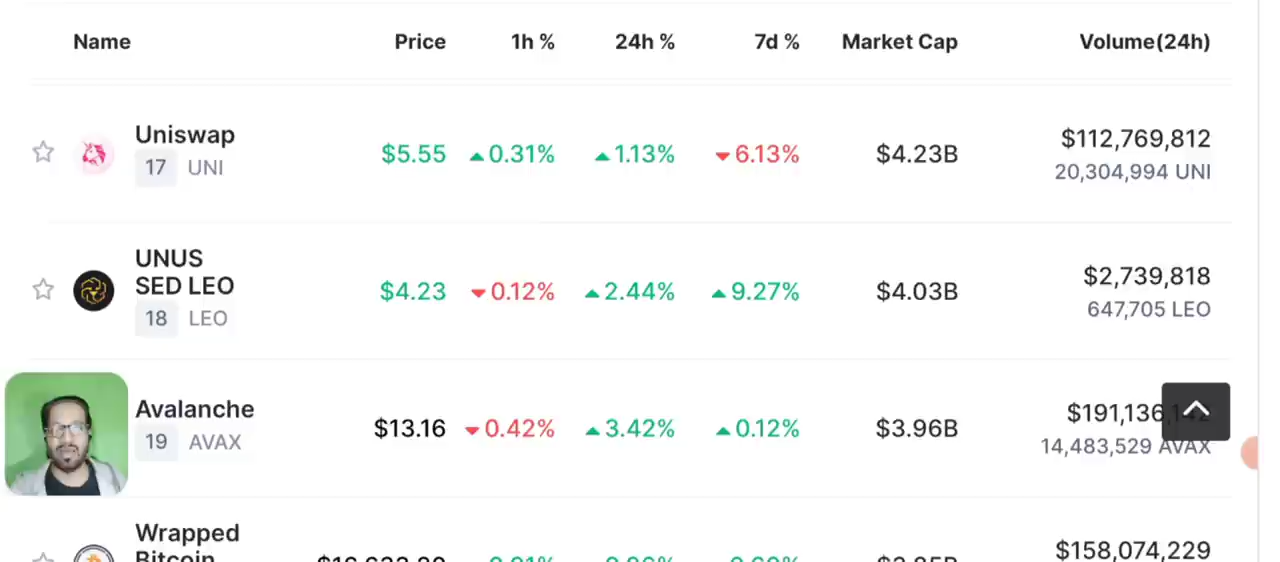 Name Price 1h % 24h % 7d % Market Cap Volume(24h)
Uniswap
17 UNI
$5.55 0.31% 1.13% 6.13% $4.23B
$112,769,812
20,304,994 UNI
UNUS
SED LEO
18 LEO
$4.23 0.12% 2.44% 9.27% $4.03B
$2,739,818
647,705 LEO
Avalanche
19 AVAX
$13.16 0.42% 3.42% 0.12% $3.96B
$191,136,
14,483,529 AVAX
Wrapped
Bitcoin
$158,074,229